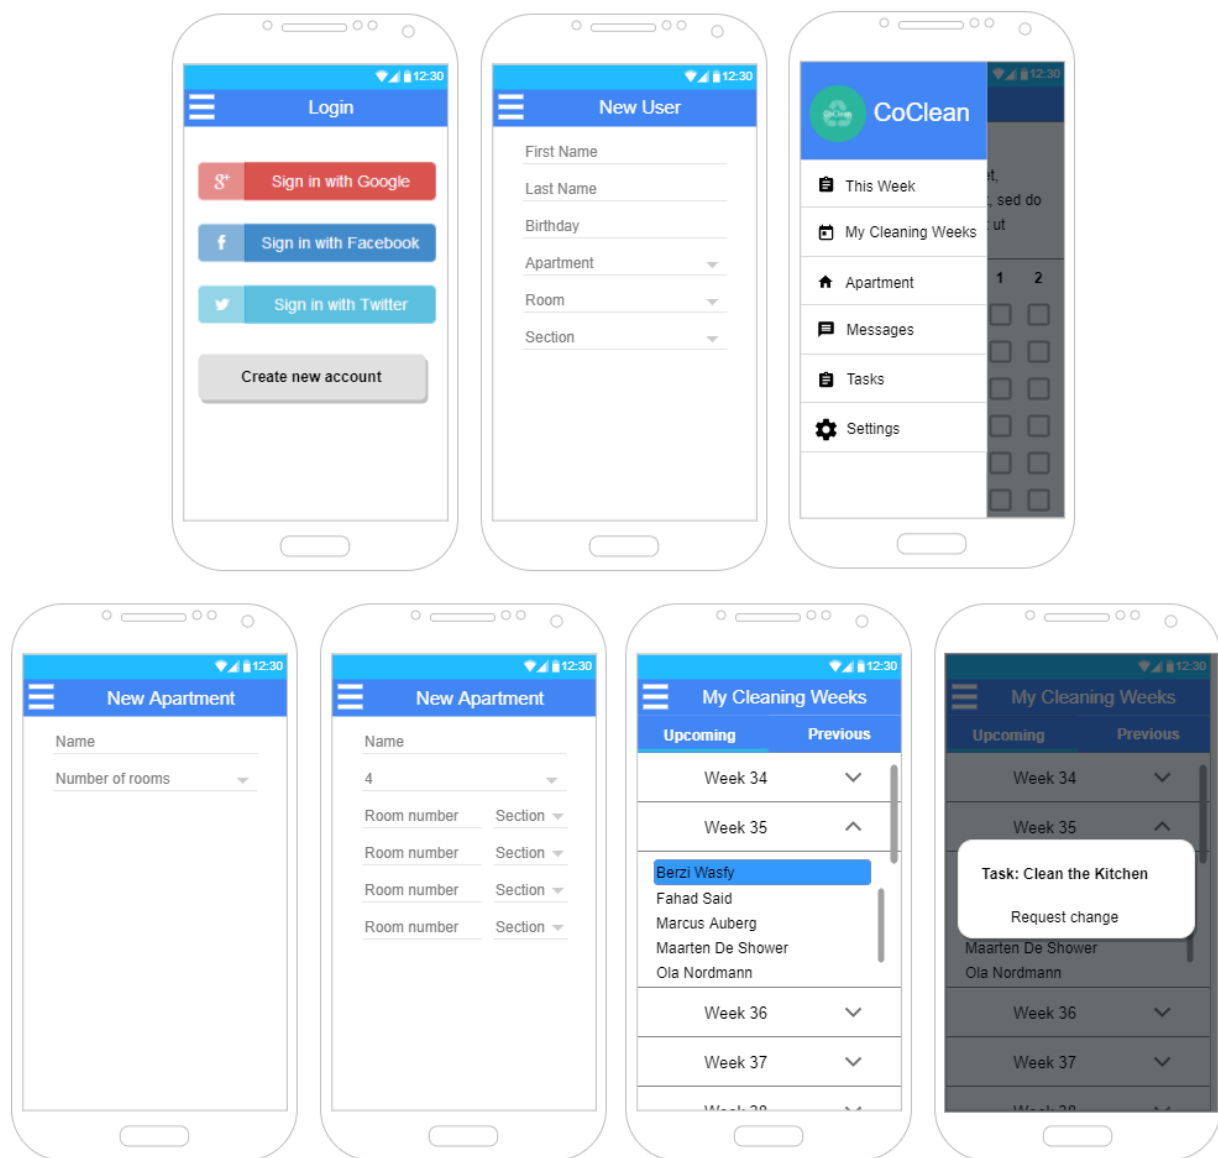 12:30
Login
g+
Sign in with Google
f
Sign in with Facebook
Sign in with Twitter
Create new account
12:30
New User
First Name
Last Name
Birthday
Apartment
Room
Section
12:30
CoClean
CoClean
This Week
My Cleaning Weeks
Apartment
Messages
Tasks
Settings
et,
, sed do
ut
1 2
12:30
New Apartment
Name
Number of rooms
12:30
New Apartment
Name
4
Room number Section
Room number Section
Room number Section
Room number Section
12:30
My Cleaning Weeks
Upcoming Previous
Week 34
Week 35
Berzi Wasfy
Fahad Said
Marcus Auberg
Maarten De Shower
Ola Nordmann
Week 36
Week 37
Week 38
12:30
My Cleaning Weeks
Upcoming Previous
Week 34
Week 35
Task: Clean the Kitchen
Request change
Maarten De Shower
Ola Nordmann
Week 36
Week 37
Week 38